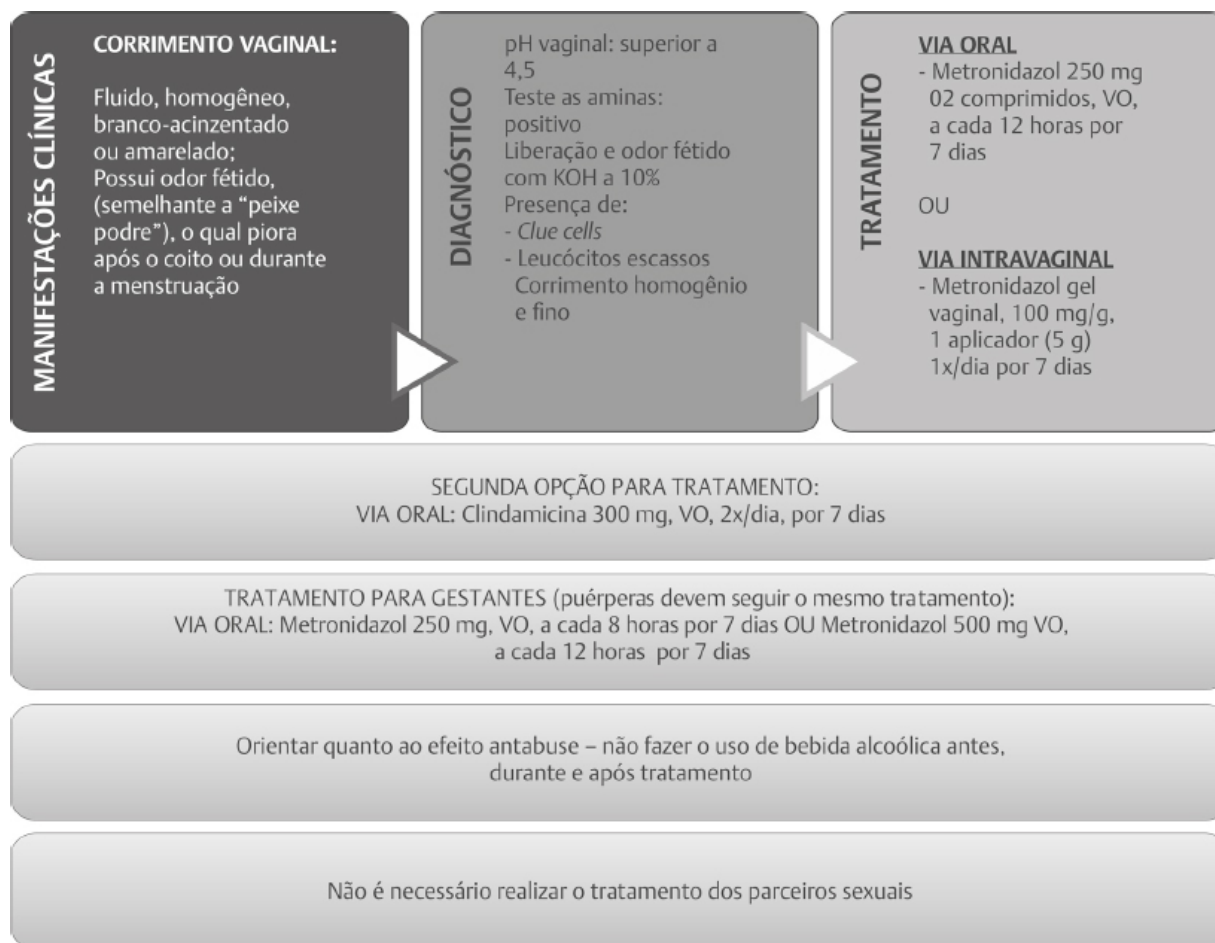 MANIFESTAÇÕES CLÍNICAS
CORRIMENTO VAGINAL:
Fluido, homogêneo,
branco-acinzentado
ou amarelado;
Possui odor fétido,
(semelhante a “peixe
podre”), o qual piora
após o coito ou durante
a menstruação
DIAGNÓSTICO
pH vaginal: superior a
4,5
Teste as aminas:
positivo
Liberação e odor fétido
com KOH a 10%
Presença de:
- Clue cells
- Leucócitos escassos
Corrimento homogênio
e fino
TRATAMENTO
VIA ORAL
- Metronidazol 250 mg
02 comprimidos, VO,
a cada 12 horas por
7 dias
OU
VIA INTRAVAGINAL
- Metronidazol gel
vaginal, 100 mg/g,
1 aplicador (5 g)
1x/dia por 7 dias
SEGUNDA OPÇÃO PARA TRATAMENTO:
VIA ORAL: Clindamicina 300 mg, VO, 2x/dia, por 7 dias
TRATAMENTO PARA GESTANTES (puérperas devem seguir o mesmo tratamento):
VIA ORAL: Metronidazol 250 mg, VO, a cada 8 horas por 7 dias OU Metronidazol 500 mg VO,
a cada 12 horas por 7 dias
Orientar quanto ao efeito antabuse – não fazer o uso de bebida alcoólica antes,
durante e após tratamento
Não é necessário realizar o tratamento dos parceiros sexuais